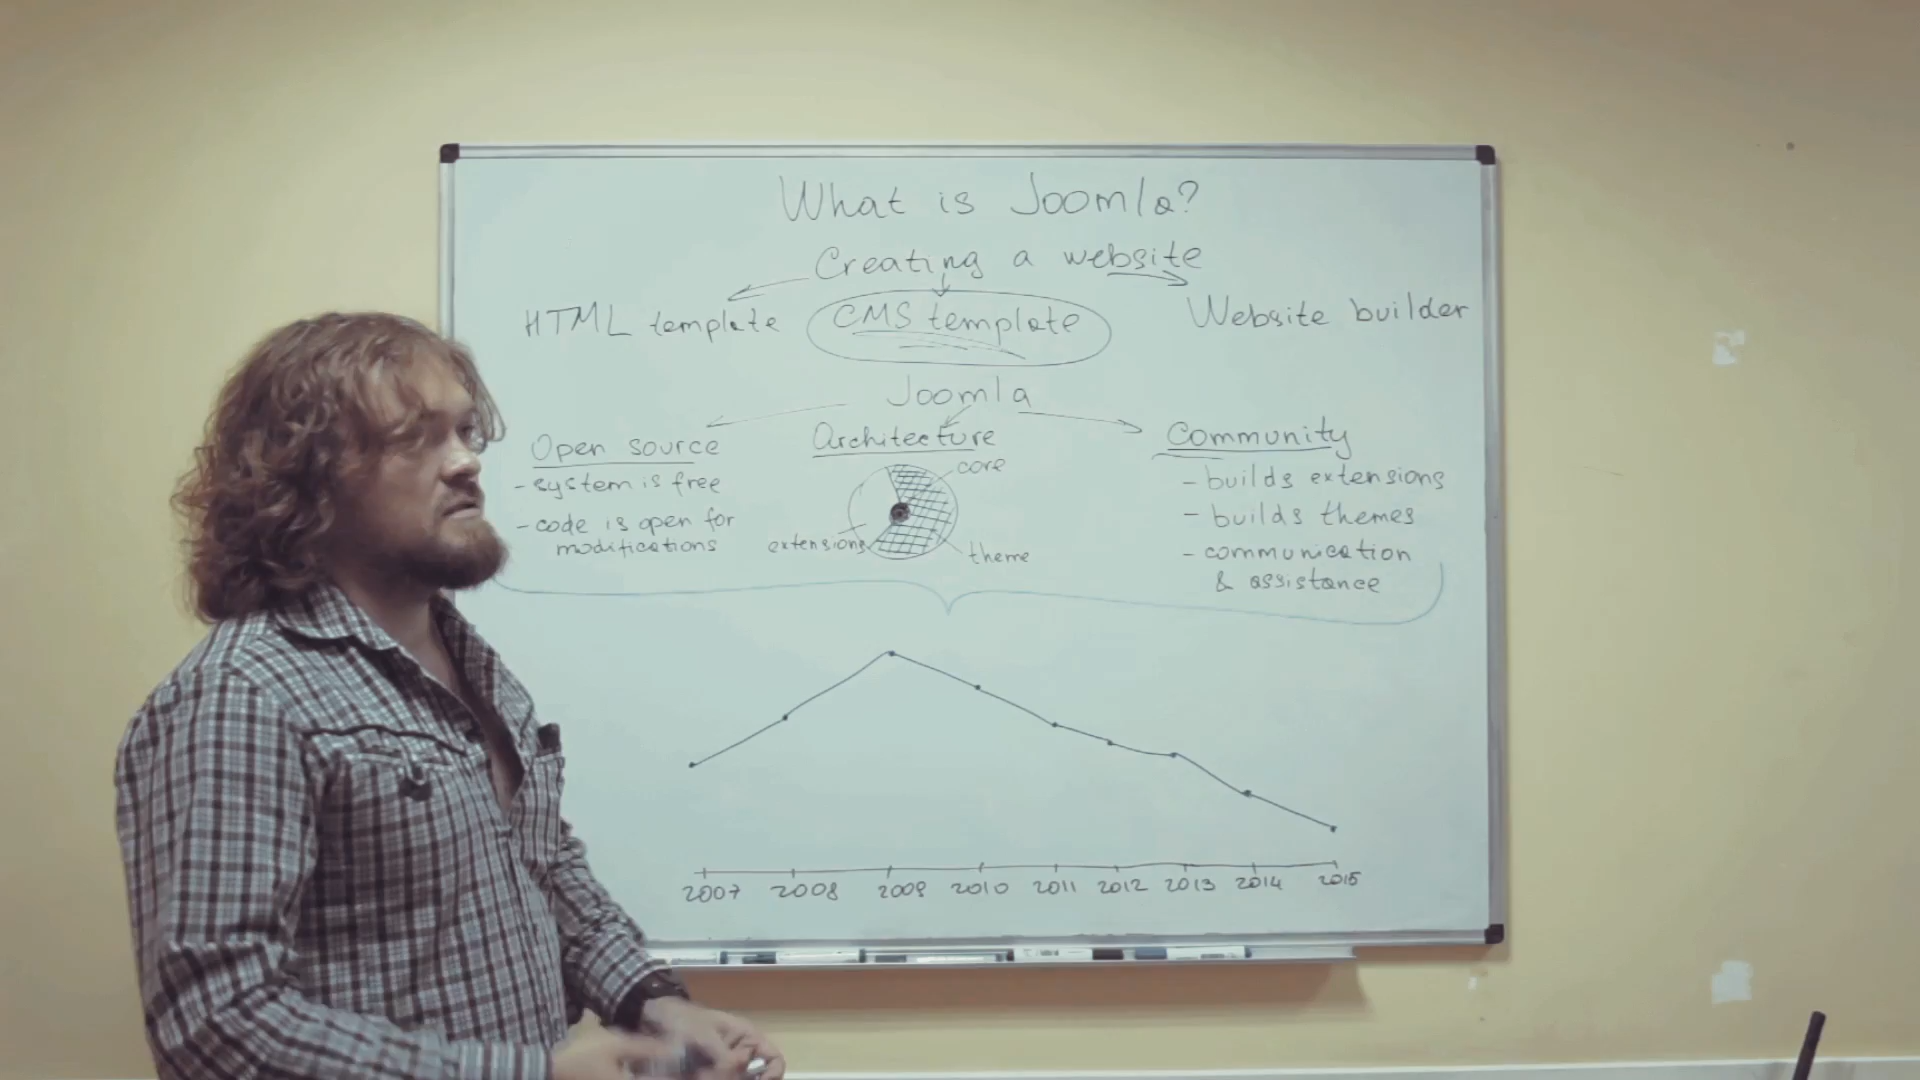 What is Joomla?
Creating a website
HTML template
CMS template
Website builder
Joomla
Open source
- system is free
- code is open for
modifications
Architecture
core
extensions
theme
Community
- builds extensions
- builds themes
- communication
& assistance
2007 2008 2009 2010 2011 2012 2013 2014 2015